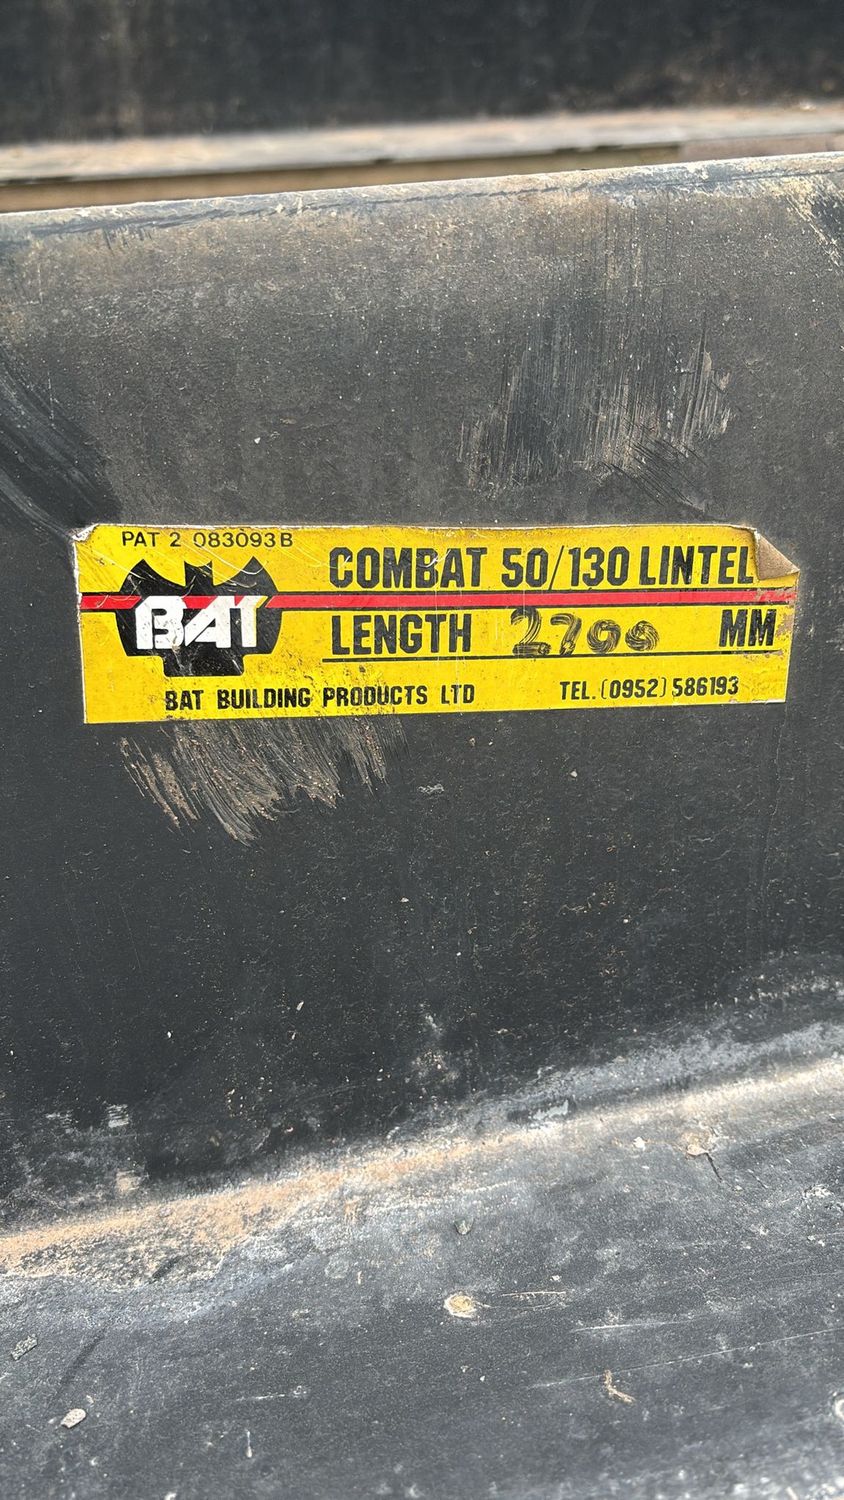 PAT 2 083093B
COMBAT 50/130 LINTEL
BAT
LENGTH 2700 MM
BAT BUILDING PRODUCTS LTD TEL. (0952) 586193